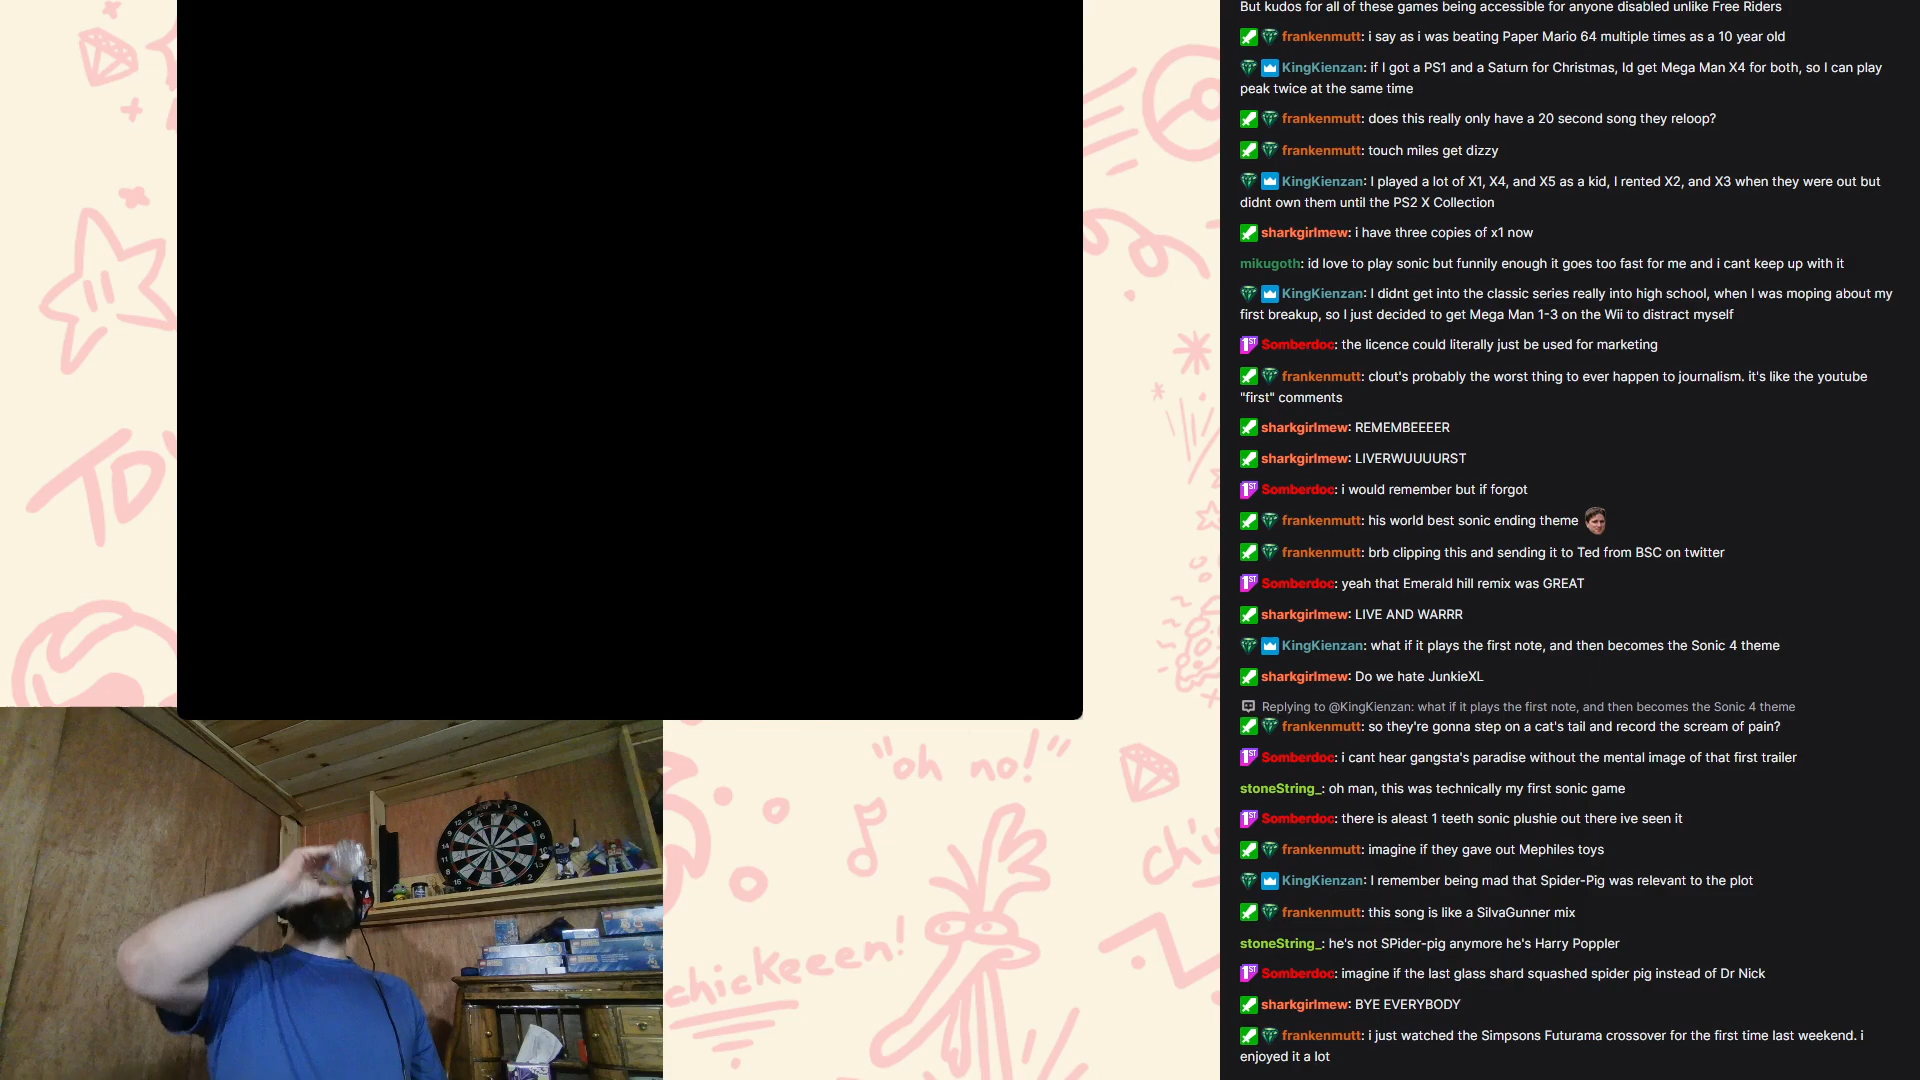 But kudos for all of these games being accessible for anyone disabled unlike Free Riders
frankenmutt: i say as i was beating Paper Mario 64 multiple times as a 10 year old
KingKienzan: if I got a PS1 and a Saturn for Christmas, Id get Mega Man X4 for both, so I can play
peak twice at the same time
frankenmutt: does this really only have a 20 second song they reloop?
frankenmutt: touch miles get dizzy
KingKienzan: I played a lot of X1, X4, and X5 as a kid, I rented X2, and X3 when they were out but
didnt own them until the PS2 X Collection
sharkgirlmew: i have three copies of x1 now
mikugoth: id love to play sonic but funnily enough it goes too fast for me and i cant keep up with it
KingKienzan: I didnt get into the classic series really into high school, when I was moping about my
first breakup, so I just decided to get Mega Man 1-3 on the Wii to distract myself
1ST Somberdoc: the licence could literally just be used for marketing
frankenmutt: clout's probably the worst thing to ever happen to journalism. it's like the youtube
"first" comments
sharkgirlmew: REMEMBEEEER
sharkgirlmew: LIVERWUUUURST
1ST Somberdoc: i would remember but if forgot
frankenmutt: his world best sonic ending theme
frankenmutt: brb clipping this and sending it to Ted from BSC on twitter
1ST Somberdoc: yeah that Emerald hill remix was GREAT
sharkgirlmew: LIVE AND WARRR
KingKienzan: what if it plays the first note, and then becomes the Sonic 4 theme
sharkgirlmew: Do we hate JunkieXL
Replying to @KingKienzan: what if it plays the first note, and then becomes the Sonic 4 theme
frankenmutt: so they're gonna step on a cat's tail and record the scream of pain?
1ST Somberdoc: i cant hear gangsta's paradise without the mental image of that first trailer
stoneString_: oh man, this was technically my first sonic game
1ST Somberdoc: there is aleast 1 teeth sonic plushie out there ive seen it
frankenmutt: imagine if they gave out Mephiles toys
KingKienzan: I remember being mad that Spider-Pig was relevant to the plot
frankenmutt: this song is like a SilvaGunner mix
stoneString_: he's not SPider-pig anymore he's Harry Poppler
1ST Somberdoc: imagine if the last glass shard squashed spider pig instead of Dr Nick
sharkgirlmew: BYE EVERYBODY
frankenmutt: i just watched the Simpsons Futurama crossover for the first time last weekend. i
enjoyed it a lot
"oh no!"
chickeeen!